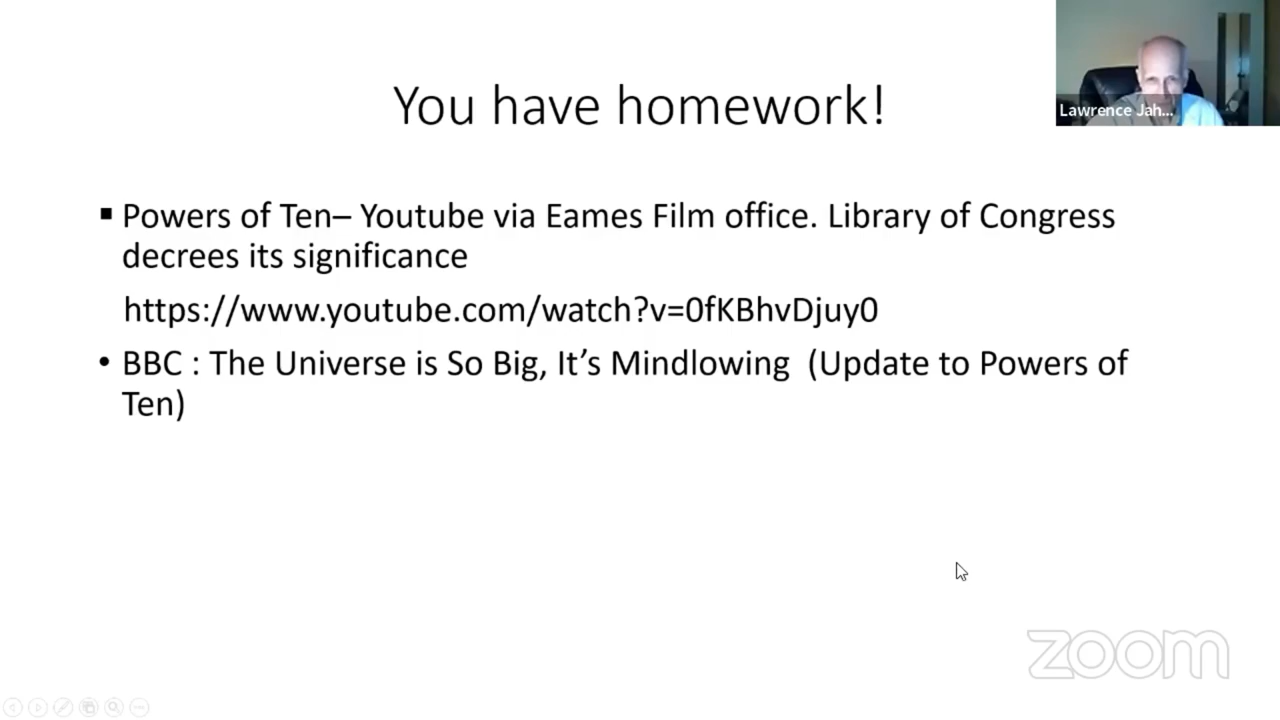 You have homework!
Lawrence Jah...
▪ Powers of Ten– Youtube via Eames Film office. Library of Congress
decrees its significance
https://www.youtube.com/watch?v=0fKBhvDjuy0
• BBC : The Universe is So Big, It’s Mindlowing (Update to Powers of
Ten)
zoom